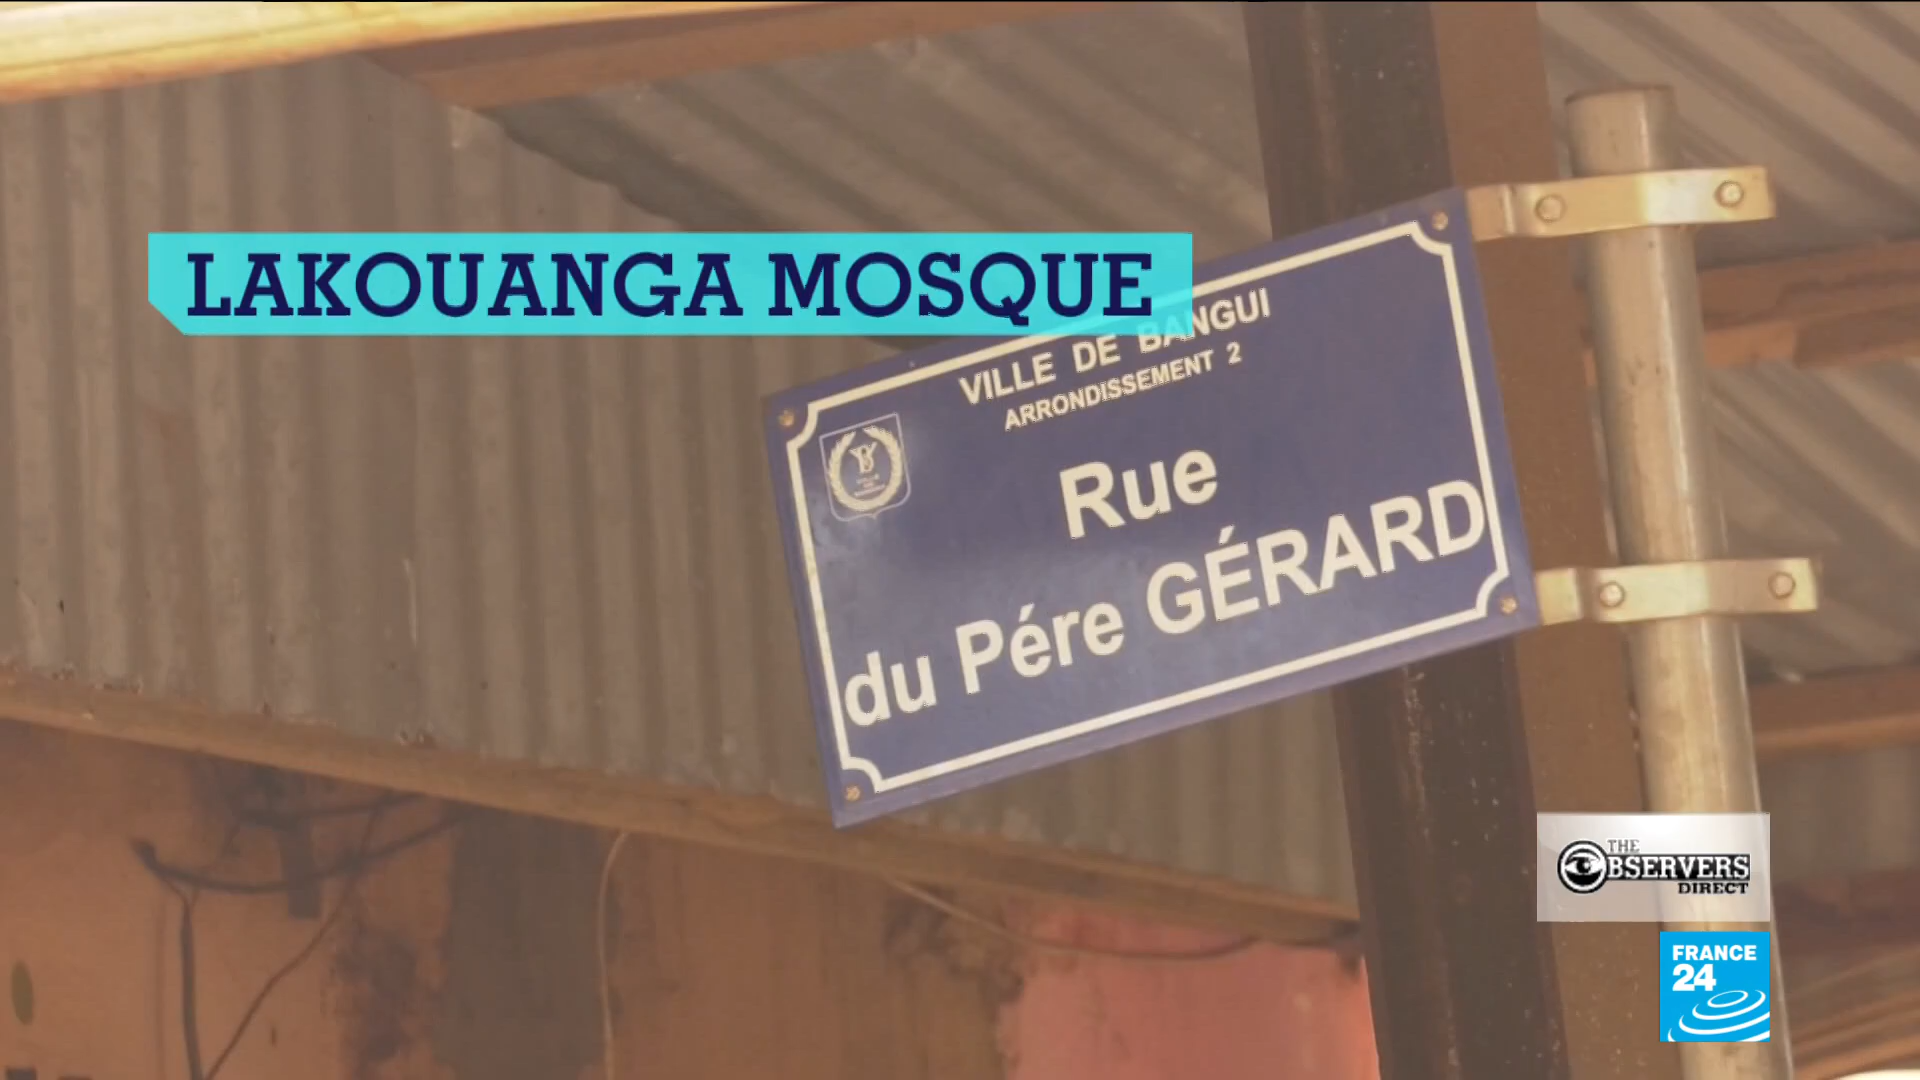 LAKOUANGA MOSQUE
VILLE DE BANGUI
ARRONDISSEMENT 2
Rue
du Pére GÉRARD
THE
OBSERVERS
DIRECT
FRANCE
24